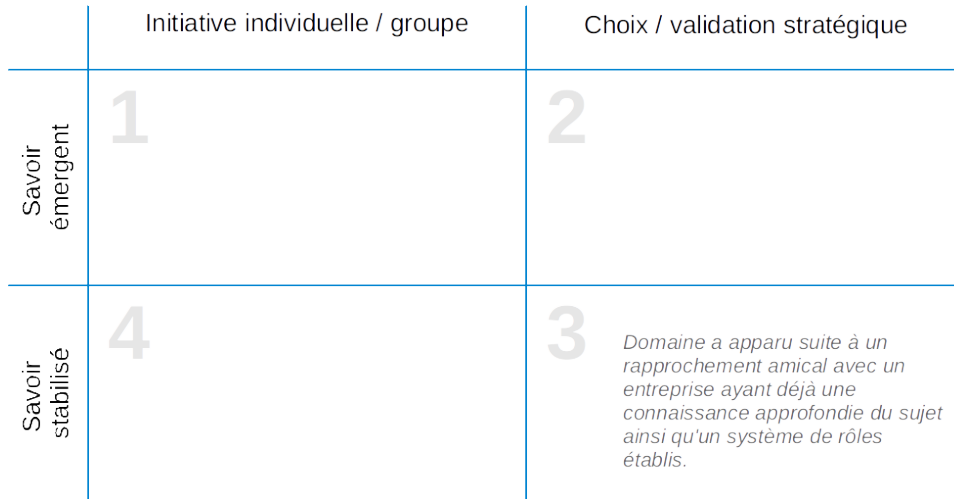 Initiative individuelle / groupe
Choix / validation stratégique
Savoir
émergent
1
2
Savoir
stabilisé
4
3
Domaine a apparu suite à un
rapprochement amical avec un
entreprise ayant déjà une
connaissance approfondie du sujet
ainsi qu'un système de rôles
établis.